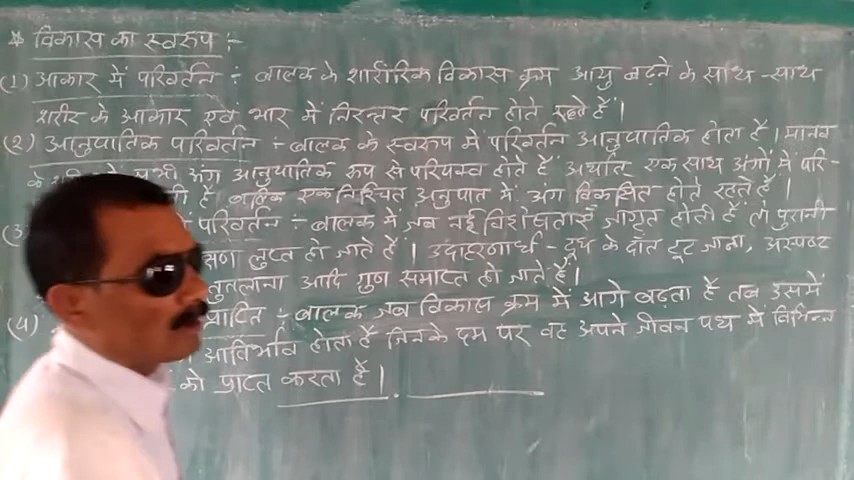 * विकास का स्वरूप :-
(1) आकार में परिवर्तन ÷ बालक के शारीरिक विकास क्रम आयु बढ़ने के साथ-साथ
शरीर के आकार एवं भार में निरन्तर परिवर्तन होते रहते हैं।
(2) आनुपातिक परिवर्तन ÷ बालक के स्वरूप में परिवर्तन आनुपातिक होता है। मानव
के अंग आनुपातिक रूप से परिपक्व होते हैं अर्थात् एक साथ अंगों में परि-
है बल्कि एक निश्चित अनुपात में अंग विकसित होते रहते हैं।
(3) परिवर्तन ÷ बालक में जब नई विशेषताएँ जागृत होती हैं तो पुरानी
लुप्त हो जाते हैं। उदाहरणार्थ - दूध के दाँत टूट जाना, अस्पष्ट
तुतलाना आदि गुण समाप्त हो जाते हैं।
(4) ÷ बालक जब विकास क्रम में आगे बढ़ता है तब उसमें
आविर्भाव होता है जिनके दम पर वह अपने जीवन पथ में विभिन्न
को प्राप्त करता है।